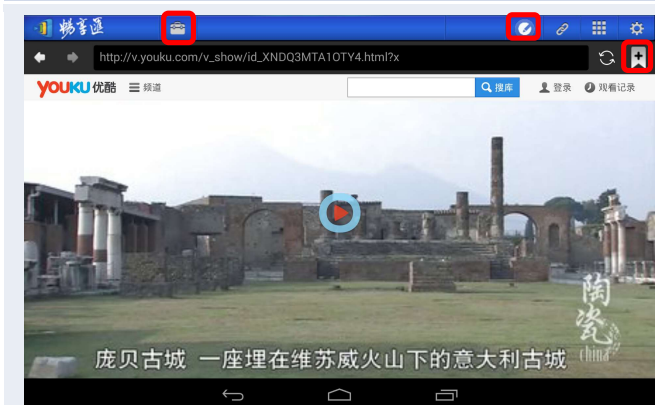 畅享汇
http://v.youku.com/v_show/id_XNDQ3MTA1OTY4.html?x
YOUKU 优酷 频道 搜库 登录 观看记录
陶瓷
china
庞贝古城 一座埋在维苏威火山下的意大利古城